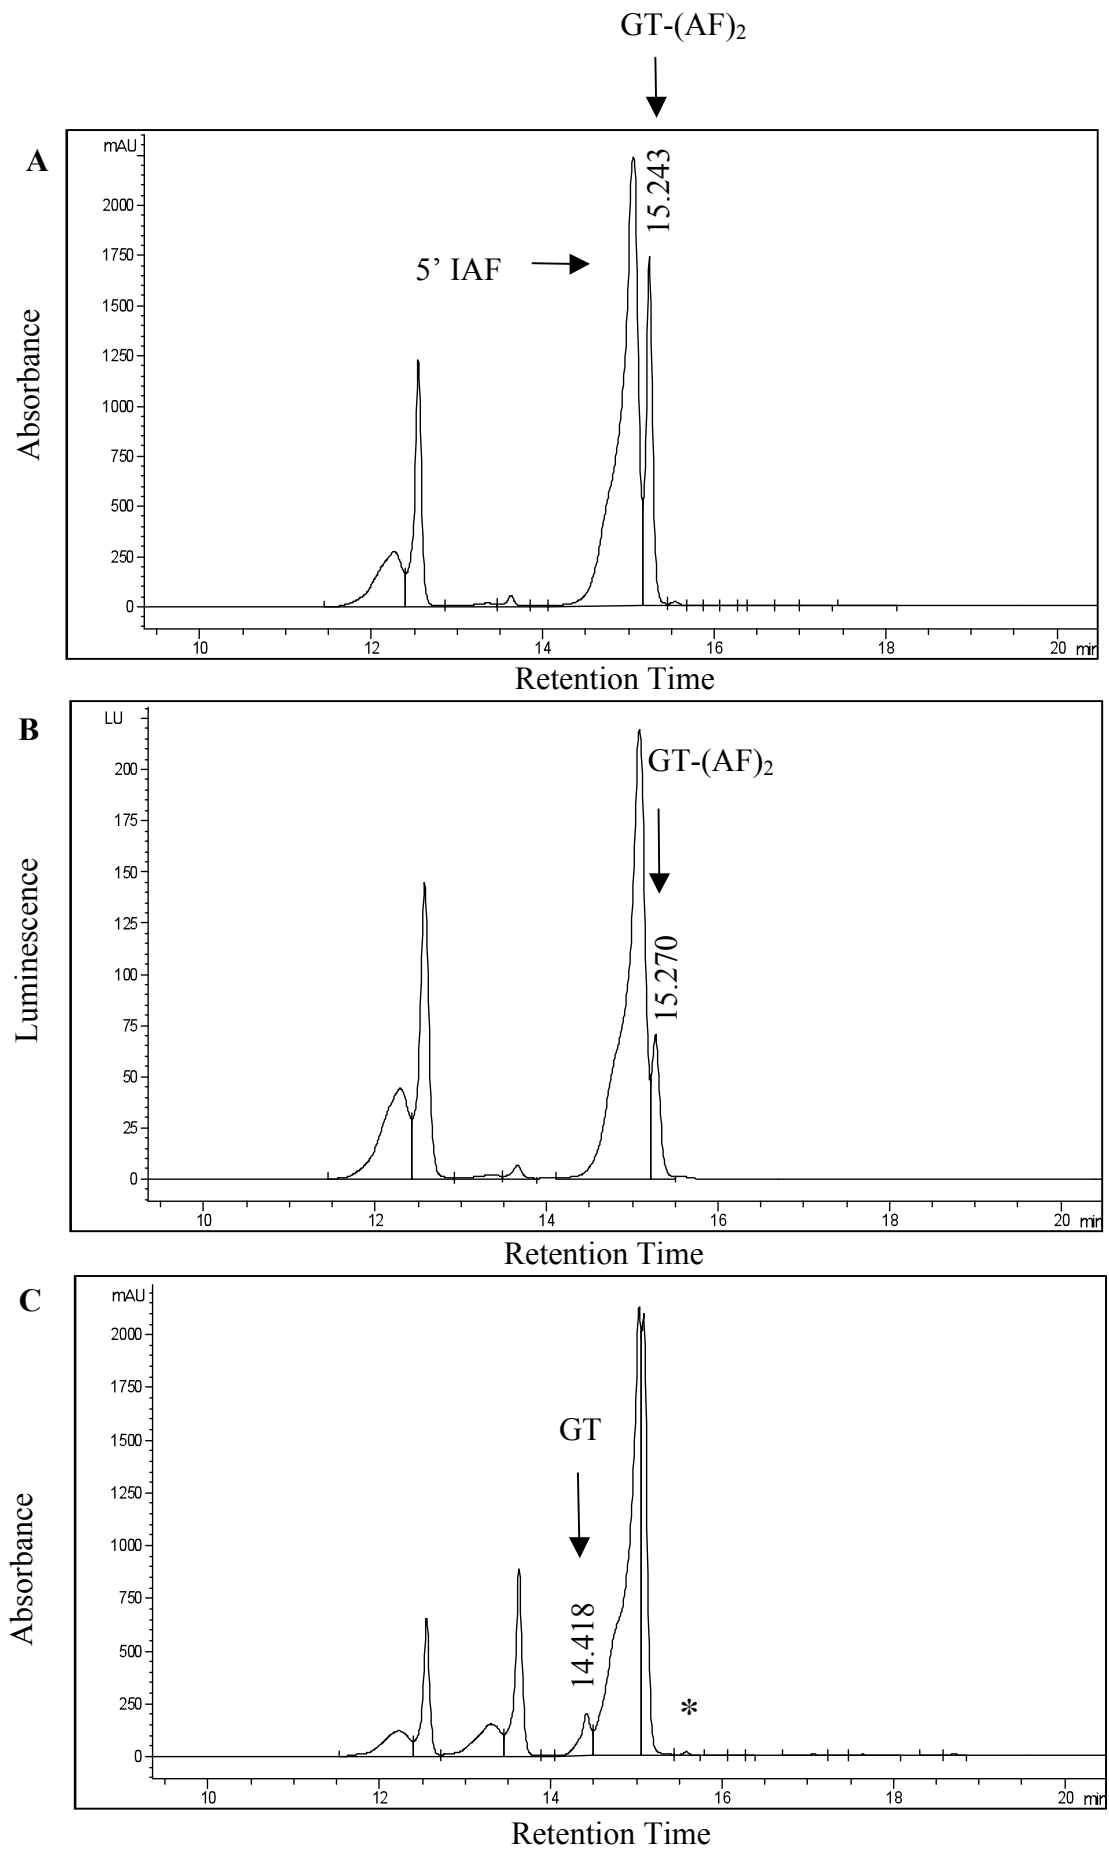 GT-(AF)₂
A
mAU
15.243
2000
1750
5’ IAF
1500
1250
1000
750
500
250
0
Absorbance
10 12 14 16 18 20 min
Retention Time
B
LU
GT-(AF)₂
200
175
150
125
100
75
50
25
0
15.270
Luminescence
10 12 14 16 18 20 min
Retention Time
C
mAU
2000
1750
1500
GT
1250
1000
750
500
250
0
14.418
*
Absorbance
10 12 14 16 18 20 min
Retention Time